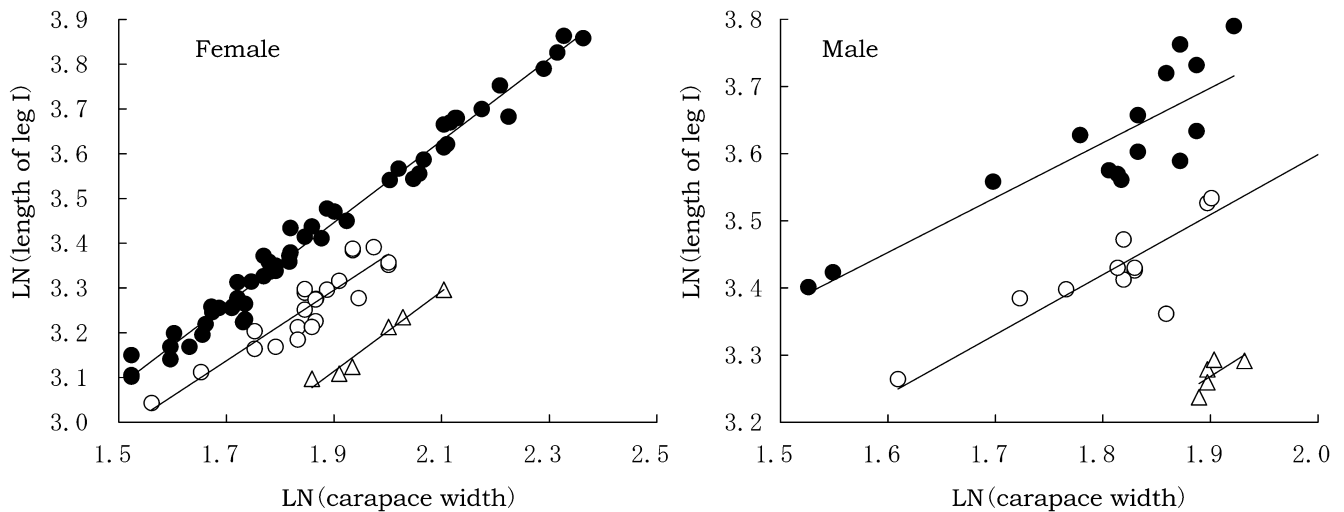 Female
LN(length of leg I)
3.9
3.8
3.7
3.6
3.5
3.4
3.3
3.2
3.1
3.0
1.5 1.7 1.9 2.1 2.3 2.5
LN(carapace width)
Male
LN(length of leg I)
3.8
3.7
3.6
3.5
3.4
3.3
3.2
1.5 1.6 1.7 1.8 1.9 2.0
LN(carapace width)